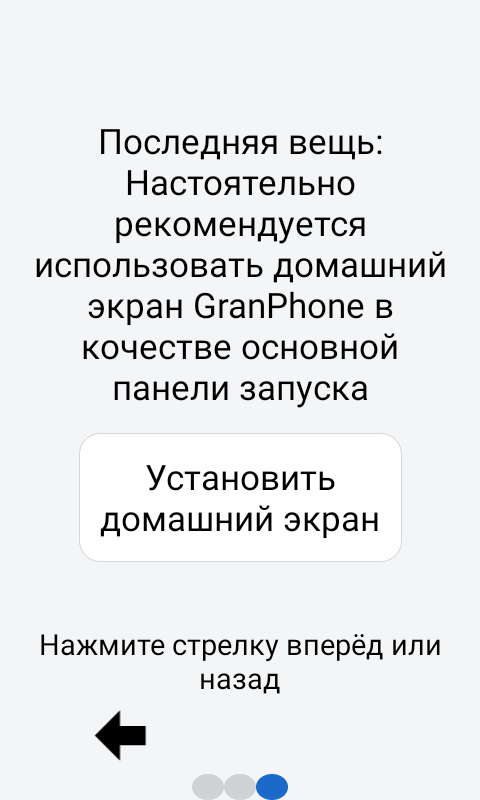 Последняя вещь:
Настоятельно
рекомендуется
использовать домашний
экран GranPhone в
кочестве основной
панели запуска
Установить
домашний экран
Нажмите стрелку вперёд или
назад